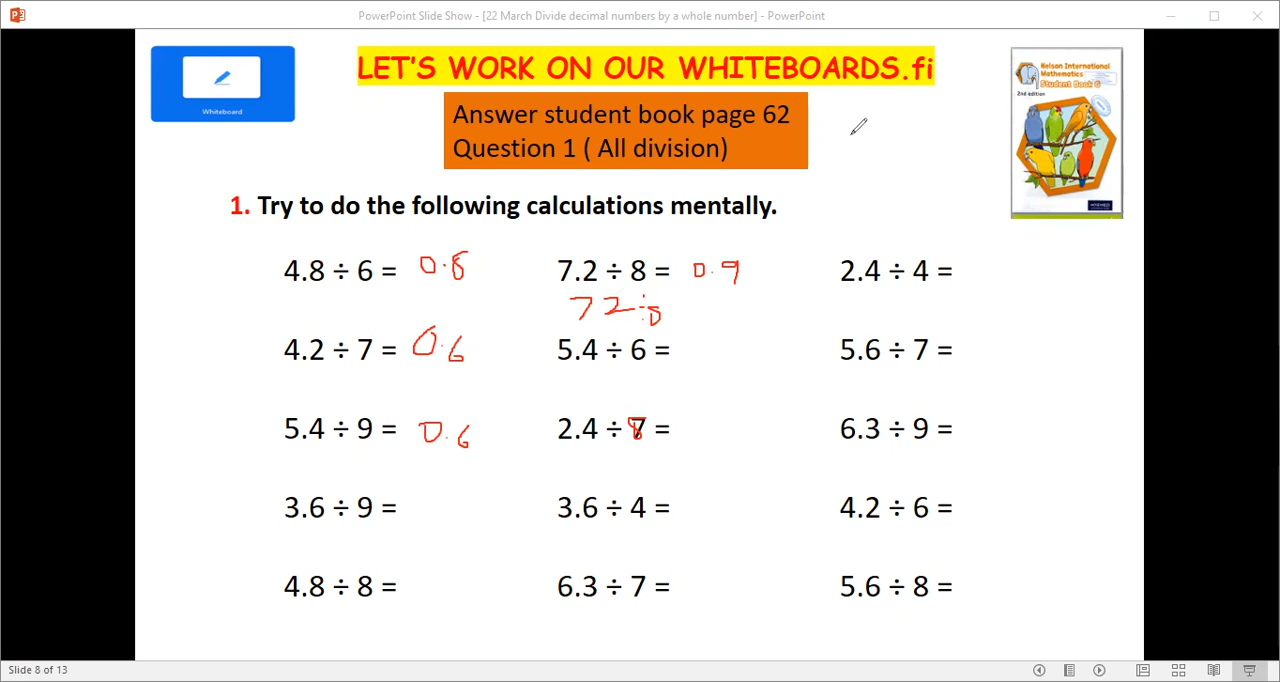 PowerPoint Slide Show - [22 March Divide decimal numbers by a whole number] - PowerPoint
LET'S WORK ON OUR WHITEBOARDS.fi
Whiteboard
Answer student book page 62
Question 1 ( All division)
Nelson International
Mathematics
Student Book 6
2nd edition
1. Try to do the following calculations mentally.
4.8 ÷ 6 = 0.8 7.2 ÷ 8 = 0.9 2.4 ÷ 4 =
72÷8
4.2 ÷ 7 = 0.6 5.4 ÷ 6 = 5.6 ÷ 7 =
5.4 ÷ 9 = 0.6 2.4 ÷ 8 = 6.3 ÷ 9 =
3.6 ÷ 9 = 3.6 ÷ 4 = 4.2 ÷ 6 =
4.8 ÷ 8 = 6.3 ÷ 7 = 5.6 ÷ 8 =
Slide 8 of 13